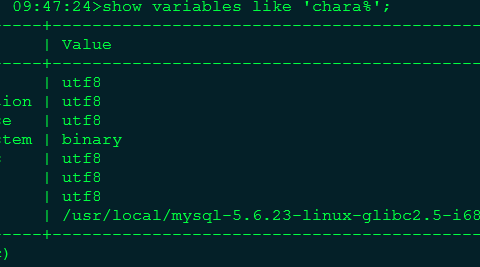 09:47:24>show variables like 'chara%';
-----+------------------------------------
| Value
-----+------------------------------------
| utf8
tion | utf8
se | utf8
stem | binary
| utf8
| utf8
| utf8
| /usr/local/mysql-5.6.23-linux-glibc2.5-i68
-----+------------------------------------
c)